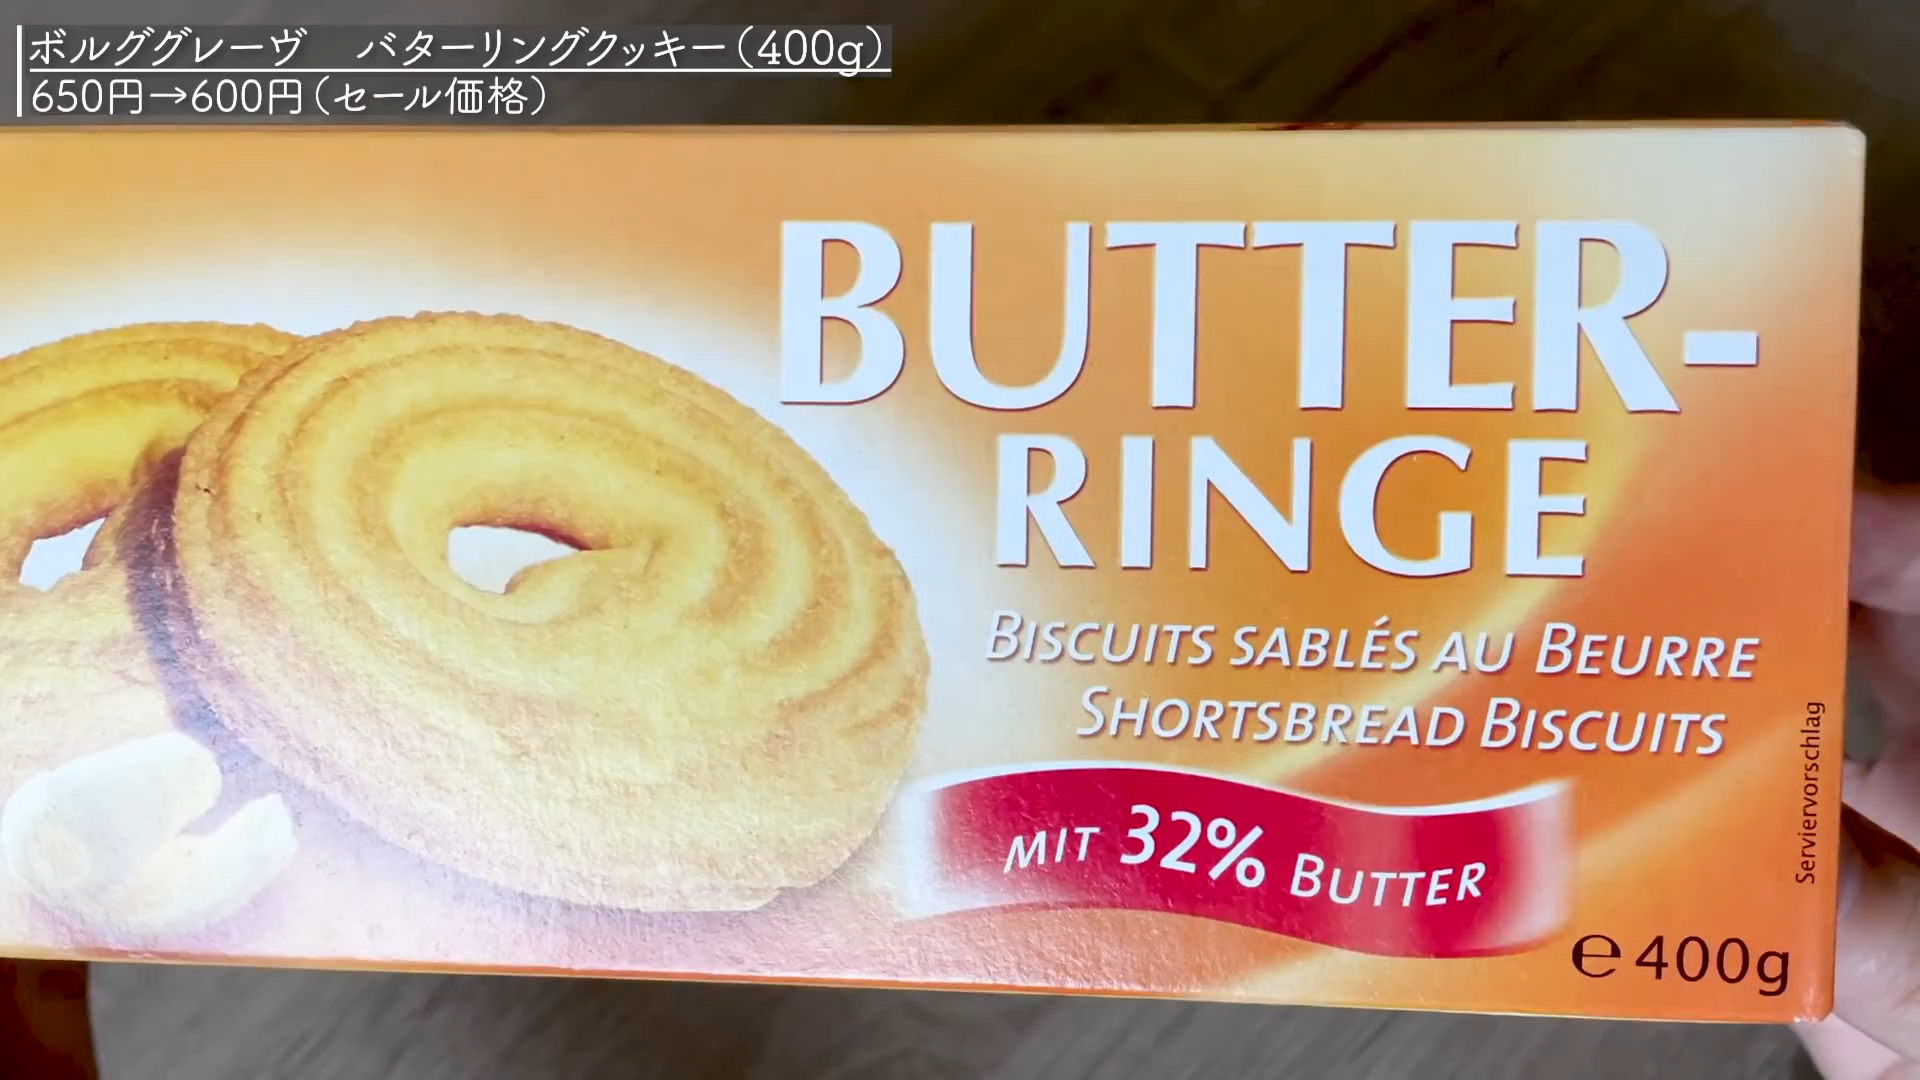 ボルググレーヴ　バターリングクッキー（400g）
650円→600円（セール価格）
BUTTER-
RINGE
BISCUITS SABLÉS AU BEURRE
SHORTSBREAD BISCUITS
MIT 32% BUTTER
Serviervorschlag
℮400g